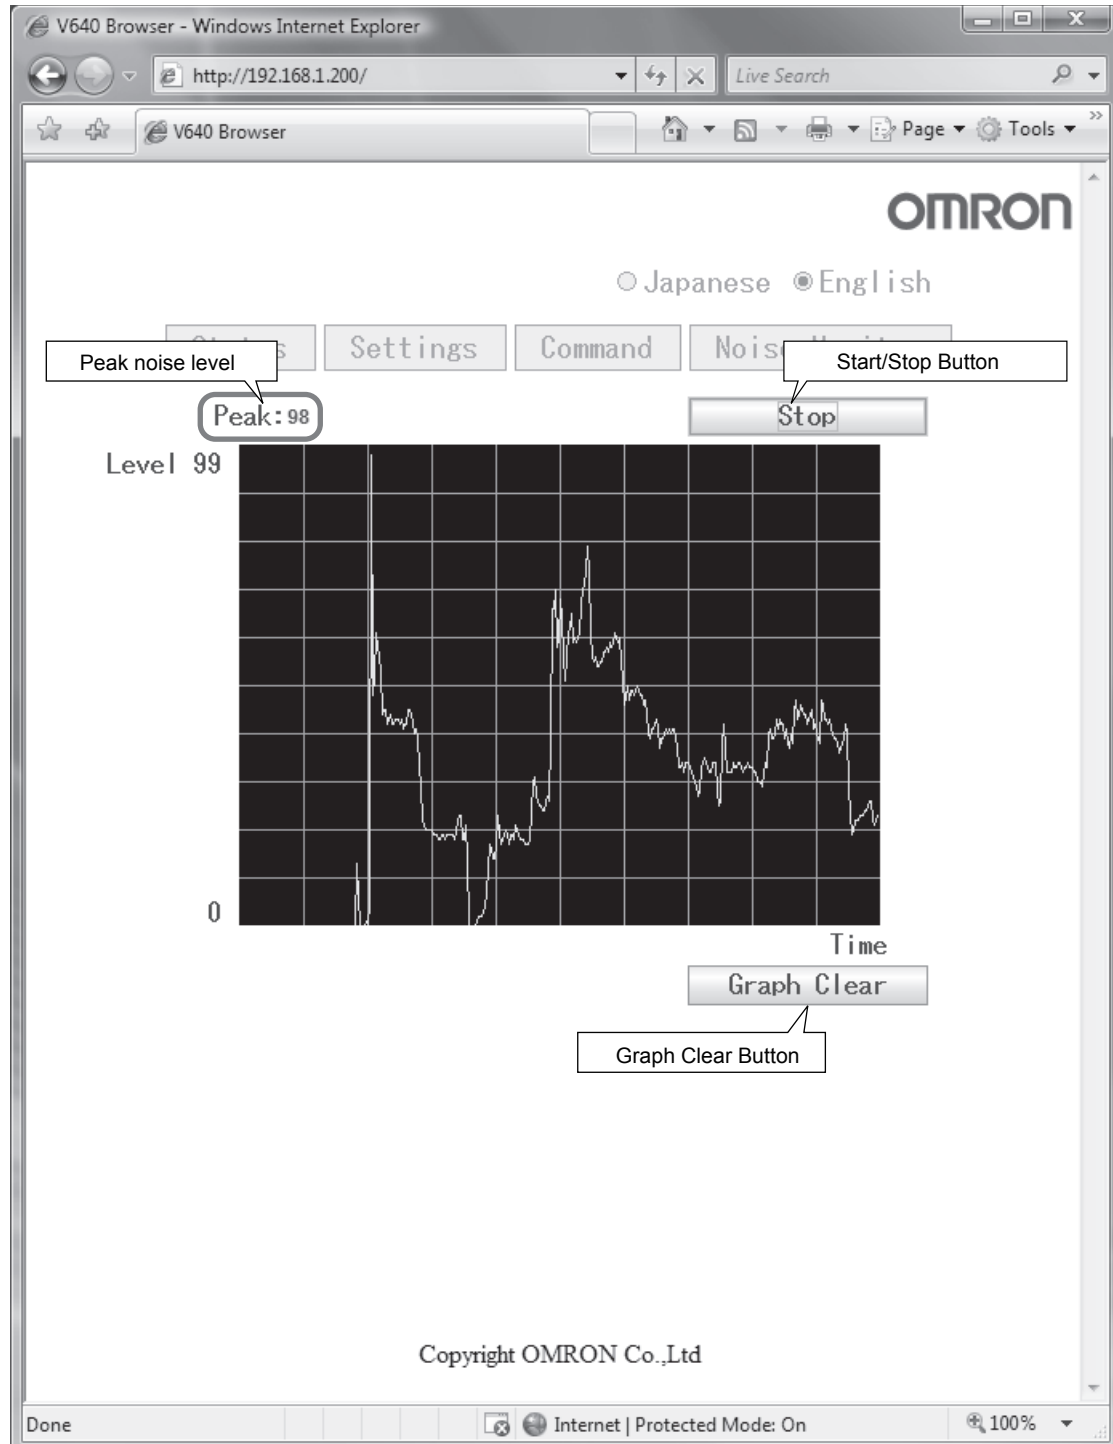 V640 Browser - Windows Internet Explorer
http://192.168.1.200/
Live Search
V640 Browser
Page
Tools
OMRON
Japanese English
Settings Command
Peak noise level
Start/Stop Button
Peak:98
Stop
Level 99
0
Time
Graph Clear
Graph Clear Button
Copyright OMRON Co.,Ltd
Done
Internet | Protected Mode: On
100%